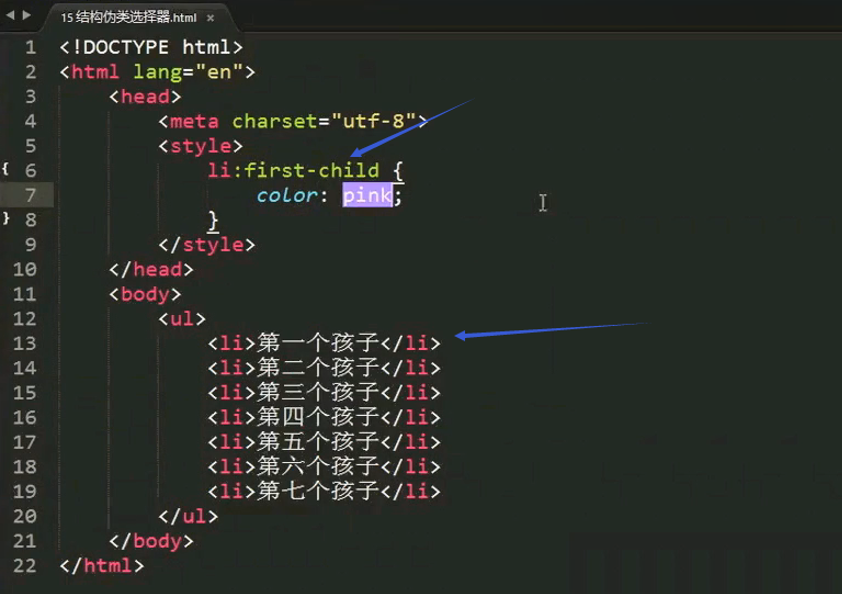 15 结构伪类选择器.html ×
1 <!DOCTYPE html>
2 <html lang="en">
3 <head>
4 <meta charset="utf-8">
5 <style>
{ 6 li:first-child {
7 color: pink;
} 8 }
9 </style>
10 </head>
11 <body>
12 <ul>
13 <li>第一个孩子</li>
14 <li>第二个孩子</li>
15 <li>第三个孩子</li>
16 <li>第四个孩子</li>
17 <li>第五个孩子</li>
18 <li>第六个孩子</li>
19 <li>第七个孩子</li>
20 </ul>
21 </body>
22 </html>